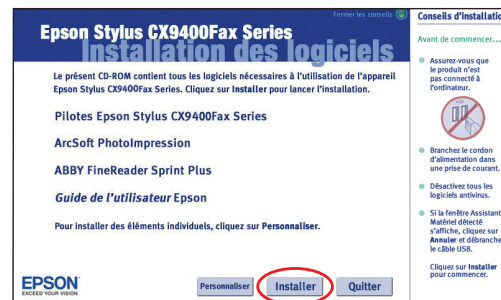 Fermer les conseils
Epson Stylus CX9400Fax Series
Installation des logiciels
Le présent CD-ROM contient tous les logiciels nécessaires à l'utilisation de l'appareil
Epson Stylus CX9400Fax Series. Cliquez sur Installer pour lancer l'installation.
Pilotes Epson Stylus CX9400Fax Series
ArcSoft PhotoImpression
ABBY FineReader Sprint Plus
Guide de l'utilisateur Epson
Pour installer des éléments individuels, cliquez sur Personnaliser.
EPSON
EXCEED YOUR VISION
Personnaliser
Installer
Quitter
Conseils d'installatio
Avant de commencer...
Assurez-vous que
le produit n'est
pas connecté à
l'ordinateur.
Branchez le cordon
d'alimentation dans
une prise de courant.
Désactivez tous les
logiciels antivirus.
Si la fenêtre Assistant
Matériel détecté
s'affiche, cliquez sur
Annuler et débranche
le câble USB.
Cliquez sur Installer
pour commencer.